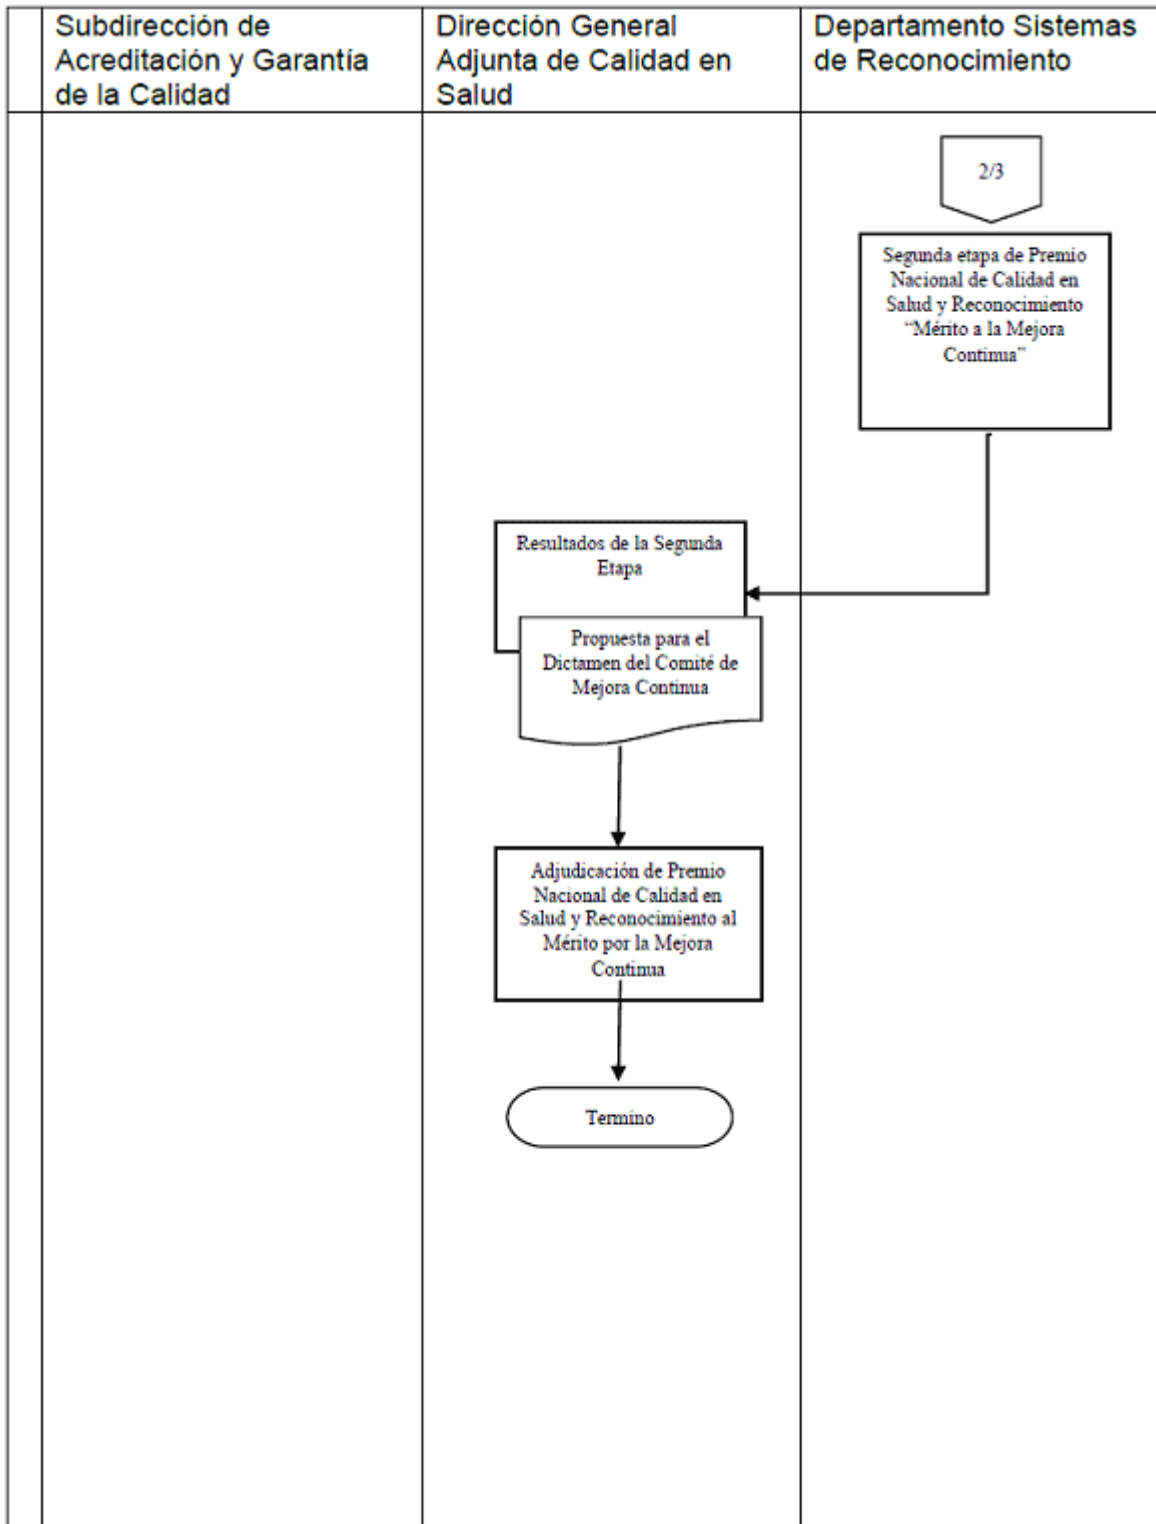 Subdirección de
Acreditación y Garantía
de la Calidad
Dirección General
Adjunta de Calidad en
Salud
Departamento Sistemas
de Reconocimiento
2/3
Segunda etapa de Premio
Nacional de Calidad en
Salud y Reconocimiento
“Mérito a la Mejora
Continua”
Resultados de la Segunda
Etapa
Propuesta para el
Dictamen del Comité de
Mejora Continua
Adjudicación de Premio
Nacional de Calidad en
Salud y Reconocimiento al
Mérito por la Mejora
Continua
Termino